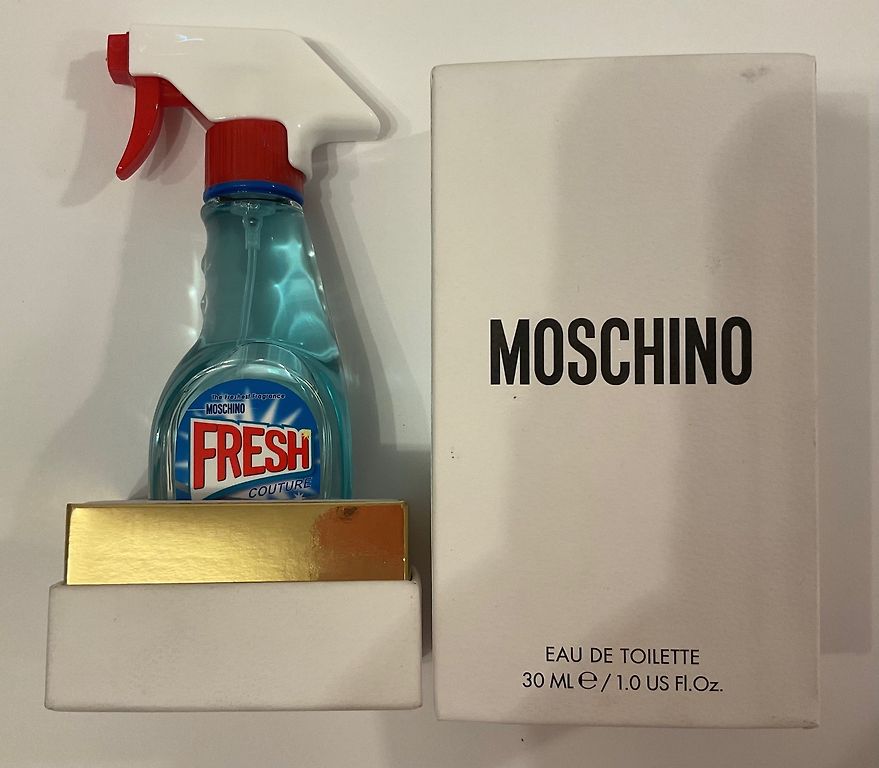 The freshest fragrance
MOSCHINO
FRESH
COUTURE
MOSCHINO
EAU DE TOILETTE
30 ML ℮ / 1.0 US Fl.Oz.